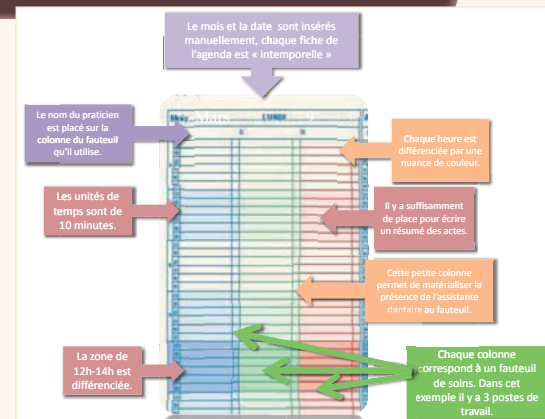 Le mois et la date sont insérés
manuellement, chaque fiche de
l'agenda est « intemporelle »
Mois
Mars
LUNDI
9
Le nom du praticien
est placé sur la
colonne du fauteuil
qu'il utilise.
Chaque heure est
différenciée par une
nuance de couleur.
Les unités de
temps sont de
10 minutes.
Il y a suffisamment
de place pour écrire
un résumé des actes.
Cette petite colonne
permet de matérialiser la
présence de l'assistante
dentaire au fauteuil.
La zone de
12h-14h est
différenciée.
Chaque colonne
correspond à un fauteuil
de soins. Dans cet
exemple il y a 3 postes de
travail.